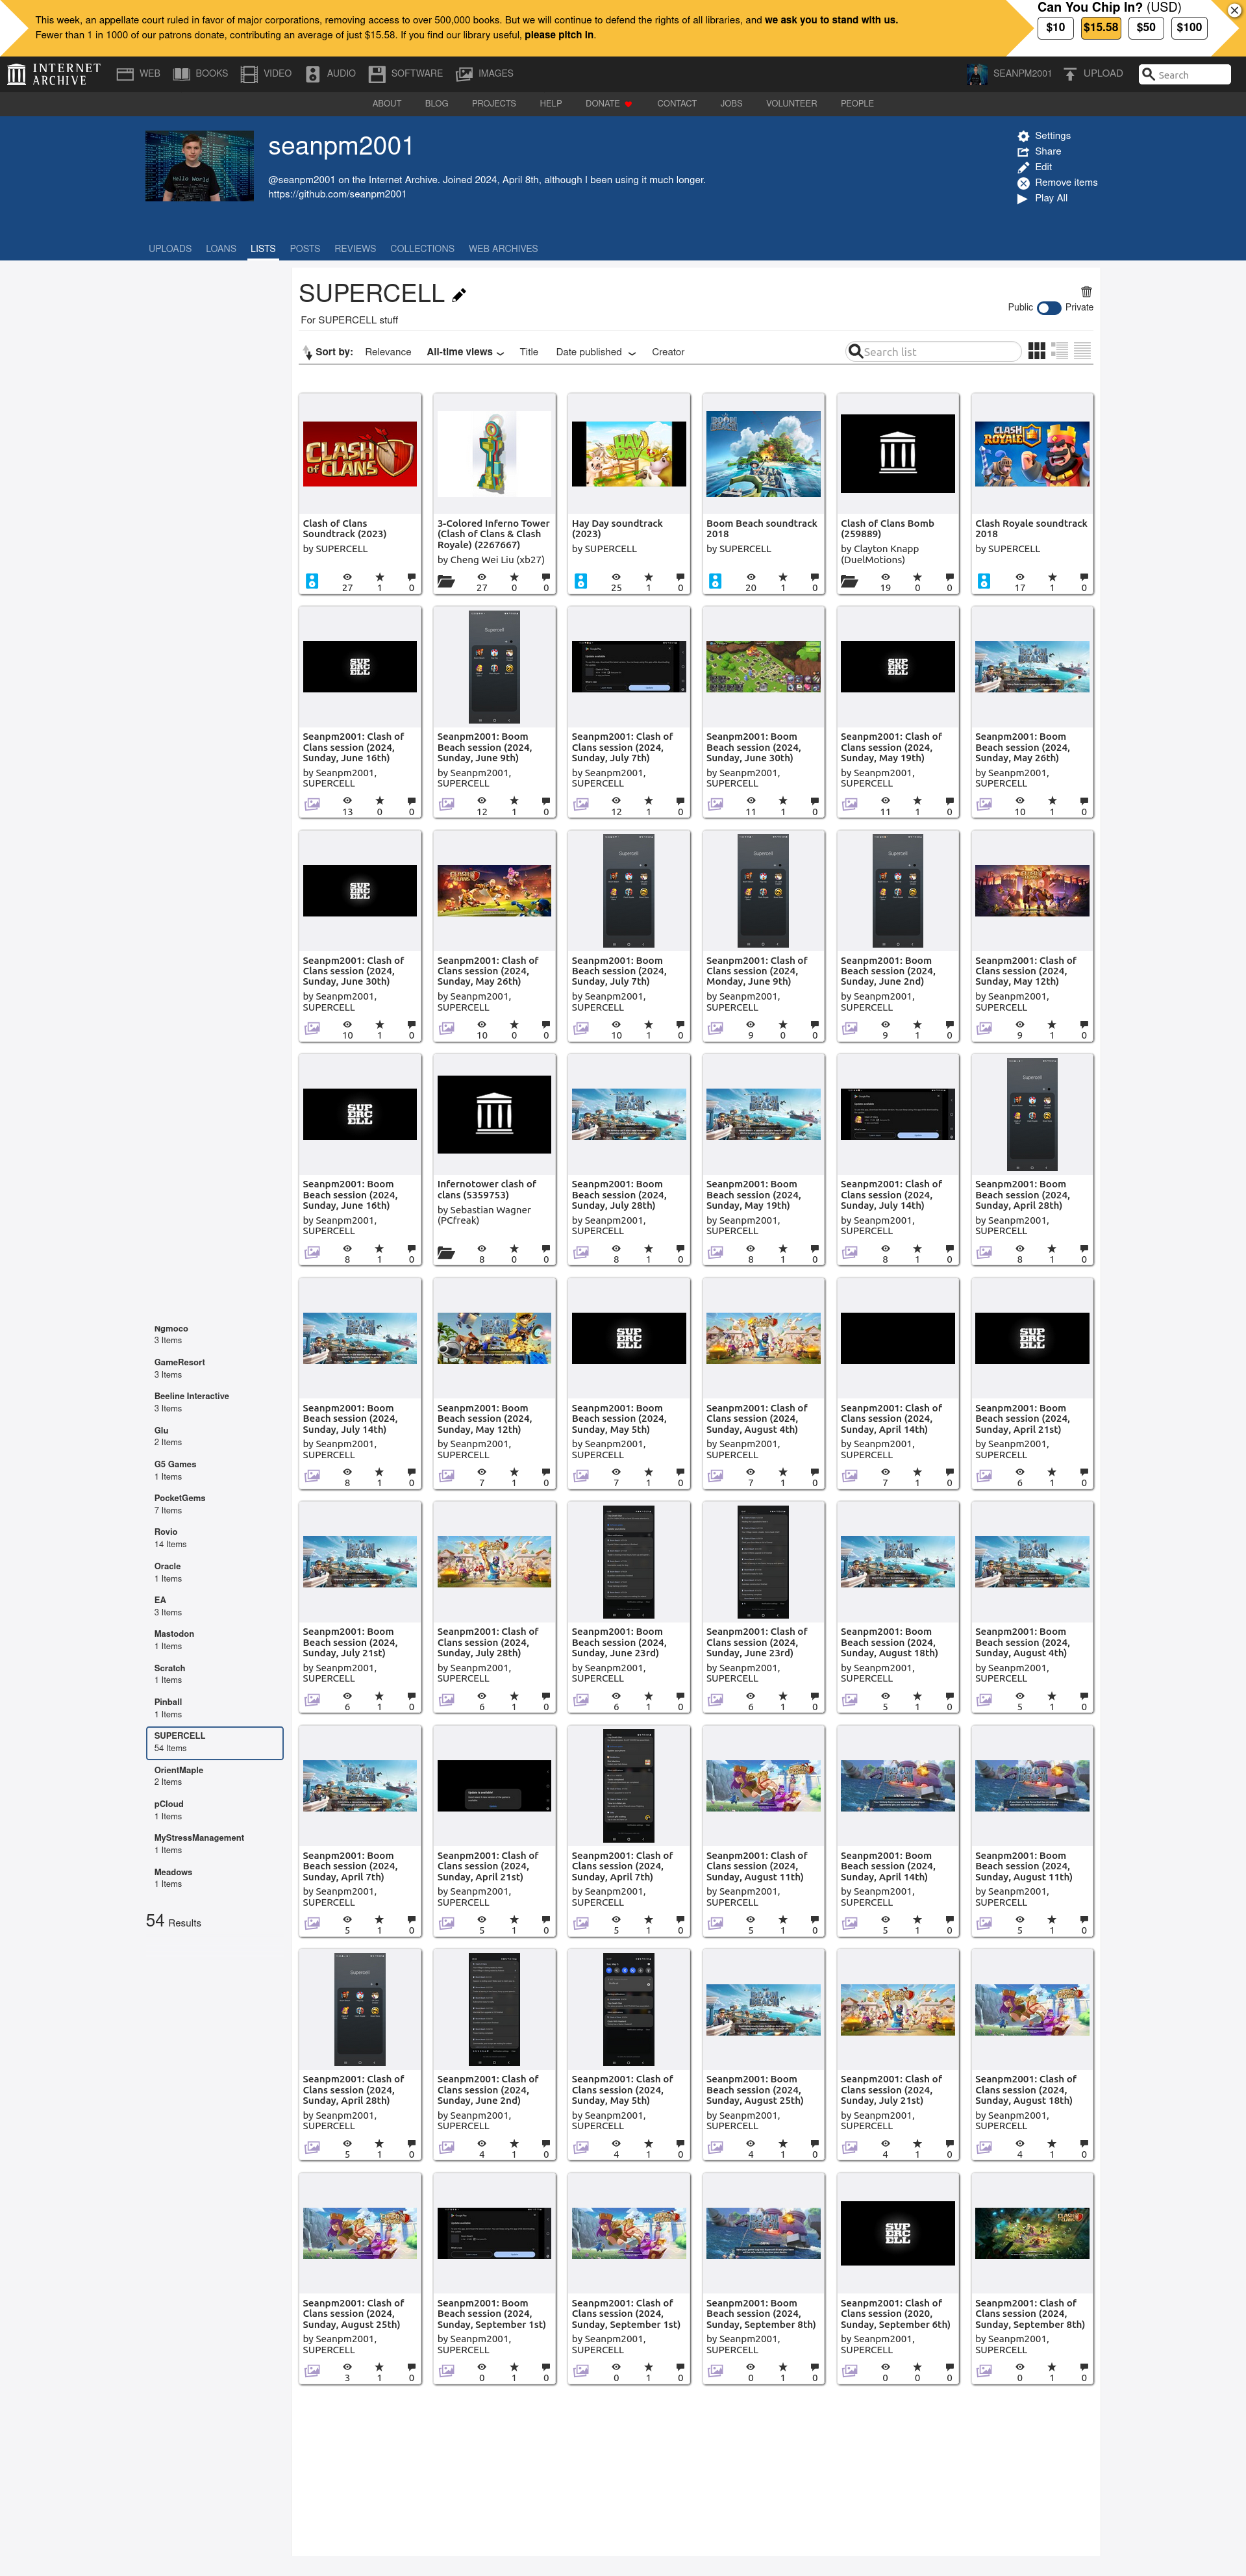 This week, an appellate court ruled in favor of major corporations, removing access to over 500,000 books. But we will continue to defend the rights of all libraries, and we ask you to stand with us.
Fewer than 1 in 1000 of our patrons donate, contributing an average of just $15.58. If you find our library useful, please pitch in.
Can You Chip In? (USD)
$10 $15.58 $50 $100
INTERNET ARCHIVE WEB BOOKS VIDEO AUDIO SOFTWARE IMAGES SEANPM2001 UPLOAD Search
ABOUT BLOG PROJECTS HELP DONATE CONTACT JOBS VOLUNTEER PEOPLE
Hello World
seanpm2001
@seanpm2001 on the Internet Archive. Joined 2024, April 8th, although I been using it much longer.
https://github.com/seanpm2001
Settings
Share
Edit
Remove items
Play All
UPLOADS LOANS LISTS POSTS REVIEWS COLLECTIONS WEB ARCHIVES
SUPERCELL
For SUPERCELL stuff
Public Private
Sort by: Relevance All-time views Title Date published Creator Search list
CLASH OF CLANS
Clash of Clans Soundtrack (2023)
by SUPERCELL
27 1 0
3-Colored Inferno Tower (Clash of Clans & Clash Royale) (2267667)
by Cheng Wei Liu (xb27)
27 0 0
HAY DAY
Hay Day soundtrack (2023)
by SUPERCELL
25 1 0
BOOM BEACH
Boom Beach soundtrack 2018
by SUPERCELL
20 1 0
Clash of Clans Bomb (259889)
by Clayton Knapp (DuelMotions)
19 0 0
CLASH ROYALE
Clash Royale soundtrack 2018
by SUPERCELL
17 1 0
Seanpm2001: Clash of Clans session (2024, Sunday, June 16th)
by Seanpm2001, SUPERCELL
13 0 0
Seanpm2001: Boom Beach session (2024, Sunday, June 9th)
by Seanpm2001, SUPERCELL
12 1 0
Seanpm2001: Clash of Clans session (2024, Sunday, July 7th)
by Seanpm2001, SUPERCELL
12 1 0
Seanpm2001: Boom Beach session (2024, Sunday, June 30th)
by Seanpm2001, SUPERCELL
11 1 0
Seanpm2001: Clash of Clans session (2024, Sunday, May 19th)
by Seanpm2001, SUPERCELL
11 1 0
Seanpm2001: Boom Beach session (2024, Sunday, May 26th)
by Seanpm2001, SUPERCELL
10 1 0
Seanpm2001: Clash of Clans session (2024, Sunday, June 30th)
by Seanpm2001, SUPERCELL
10 1 0
Seanpm2001: Clash of Clans session (2024, Sunday, May 26th)
by Seanpm2001, SUPERCELL
10 0 0
Seanpm2001: Boom Beach session (2024, Sunday, July 7th)
by Seanpm2001, SUPERCELL
10 1 0
Seanpm2001: Clash of Clans session (2024, Monday, June 9th)
by Seanpm2001, SUPERCELL
9 0 0
Seanpm2001: Boom Beach session (2024, Sunday, June 2nd)
by Seanpm2001, SUPERCELL
9 1 0
Seanpm2001: Clash of Clans session (2024, Sunday, May 12th)
by Seanpm2001, SUPERCELL
9 1 0
Seanpm2001: Boom Beach session (2024, Sunday, June 16th)
by Seanpm2001, SUPERCELL
8 1 0
Infernotower clash of clans (5359753)
by Sebastian Wagner (PCfreak)
8 0 0
Seanpm2001: Boom Beach session (2024, Sunday, July 28th)
by Seanpm2001, SUPERCELL
8 1 0
Seanpm2001: Boom Beach session (2024, Sunday, May 19th)
by Seanpm2001, SUPERCELL
8 1 0
Seanpm2001: Clash of Clans session (2024, Sunday, July 14th)
by Seanpm2001, SUPERCELL
8 1 0
Seanpm2001: Boom Beach session (2024, Sunday, April 28th)
by Seanpm2001, SUPERCELL
8 1 0
Seanpm2001: Boom Beach session (2024, Sunday, July 14th)
by Seanpm2001, SUPERCELL
8 1 0
Seanpm2001: Boom Beach session (2024, Sunday, May 12th)
by Seanpm2001, SUPERCELL
7 1 0
Seanpm2001: Boom Beach session (2024, Sunday, May 5th)
by Seanpm2001, SUPERCELL
7 1 0
Seanpm2001: Clash of Clans session (2024, Sunday, August 4th)
by Seanpm2001, SUPERCELL
7 1 0
Seanpm2001: Clash of Clans session (2024, Sunday, April 14th)
by Seanpm2001, SUPERCELL
7 1 0
Seanpm2001: Boom Beach session (2024, Sunday, April 21st)
by Seanpm2001, SUPERCELL
6 1 0
Seanpm2001: Boom Beach session (2024, Sunday, July 21st)
by Seanpm2001, SUPERCELL
6 1 0
Seanpm2001: Clash of Clans session (2024, Sunday, July 28th)
by Seanpm2001, SUPERCELL
6 1 0
Seanpm2001: Boom Beach session (2024, Sunday, June 23rd)
by Seanpm2001, SUPERCELL
6 1 0
Seanpm2001: Clash of Clans session (2024, Sunday, June 23rd)
by Seanpm2001, SUPERCELL
6 1 0
Seanpm2001: Boom Beach session (2024, Sunday, August 18th)
by Seanpm2001, SUPERCELL
5 1 0
Seanpm2001: Boom Beach session (2024, Sunday, August 4th)
by Seanpm2001, SUPERCELL
5 1 0
Seanpm2001: Boom Beach session (2024, Sunday, April 7th)
by Seanpm2001, SUPERCELL
5 1 0
Seanpm2001: Clash of Clans session (2024, Sunday, April 21st)
by Seanpm2001, SUPERCELL
5 1 0
Seanpm2001: Clash of Clans session (2024, Sunday, April 7th)
by Seanpm2001, SUPERCELL
5 1 0
Seanpm2001: Clash of Clans session (2024, Sunday, August 11th)
by Seanpm2001, SUPERCELL
5 1 0
Seanpm2001: Boom Beach session (2024, Sunday, April 14th)
by Seanpm2001, SUPERCELL
5 1 0
Seanpm2001: Boom Beach session (2024, Sunday, August 11th)
by Seanpm2001, SUPERCELL
5 1 0
Seanpm2001: Clash of Clans session (2024, Sunday, April 28th)
by Seanpm2001, SUPERCELL
5 1 0
Seanpm2001: Clash of Clans session (2024, Sunday, June 2nd)
by Seanpm2001, SUPERCELL
4 1 0
Seanpm2001: Clash of Clans session (2024, Sunday, May 5th)
by Seanpm2001, SUPERCELL
4 1 0
Seanpm2001: Boom Beach session (2024, Sunday, August 25th)
by Seanpm2001, SUPERCELL
4 1 0
Seanpm2001: Clash of Clans session (2024, Sunday, July 21st)
by Seanpm2001, SUPERCELL
4 1 0
Seanpm2001: Clash of Clans session (2024, Sunday, August 18th)
by Seanpm2001, SUPERCELL
4 1 0
Seanpm2001: Clash of Clans session (2024, Sunday, August 25th)
by Seanpm2001, SUPERCELL
3 1 0
Seanpm2001: Boom Beach session (2024, Sunday, September 1st)
by Seanpm2001, SUPERCELL
0 1 0
Seanpm2001: Clash of Clans session (2024, Sunday, September 1st)
by Seanpm2001, SUPERCELL
0 1 0
Seanpm2001: Boom Beach session (2024, Sunday, September 8th)
by Seanpm2001, SUPERCELL
0 1 0
Seanpm2001: Clash of Clans session (2020, Sunday, September 6th)
by Seanpm2001, SUPERCELL
0 0 0
Seanpm2001: Clash of Clans session (2024, Sunday, September 8th)
by Seanpm2001, SUPERCELL
0 1 0
Ngmoco
3 Items
GameResort
3 Items
Beeline Interactive
3 Items
Glu
2 Items
G5 Games
1 Items
PocketGems
7 Items
Rovio
14 Items
Oracle
1 Items
EA
3 Items
Mastodon
1 Items
Scratch
1 Items
Pinball
1 Items
SUPERCELL
54 Items
OrientMaple
2 Items
pCloud
1 Items
MyStressManagement
1 Items
Meadows
1 Items
54 Results